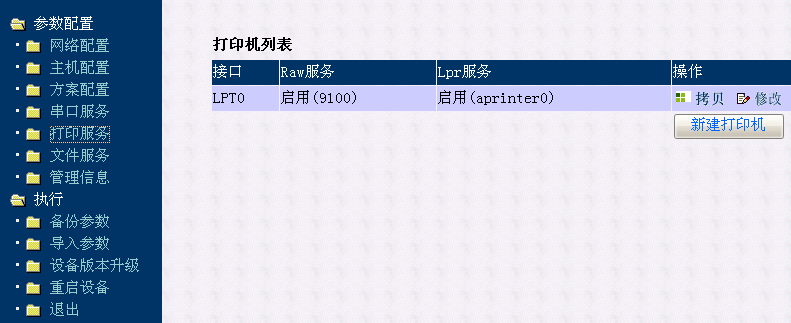 参数配置
网络配置
主机配置
方案配置
串口服务
打印服务
文件服务
管理信息
执行
备份参数
导入参数
设备版本升级
重启设备
退出
打印机列表
接口 Raw服务 Lpr服务 操作
LPT0 启用(9100) 启用(aprinter0) 拷贝 修改
新建打印机